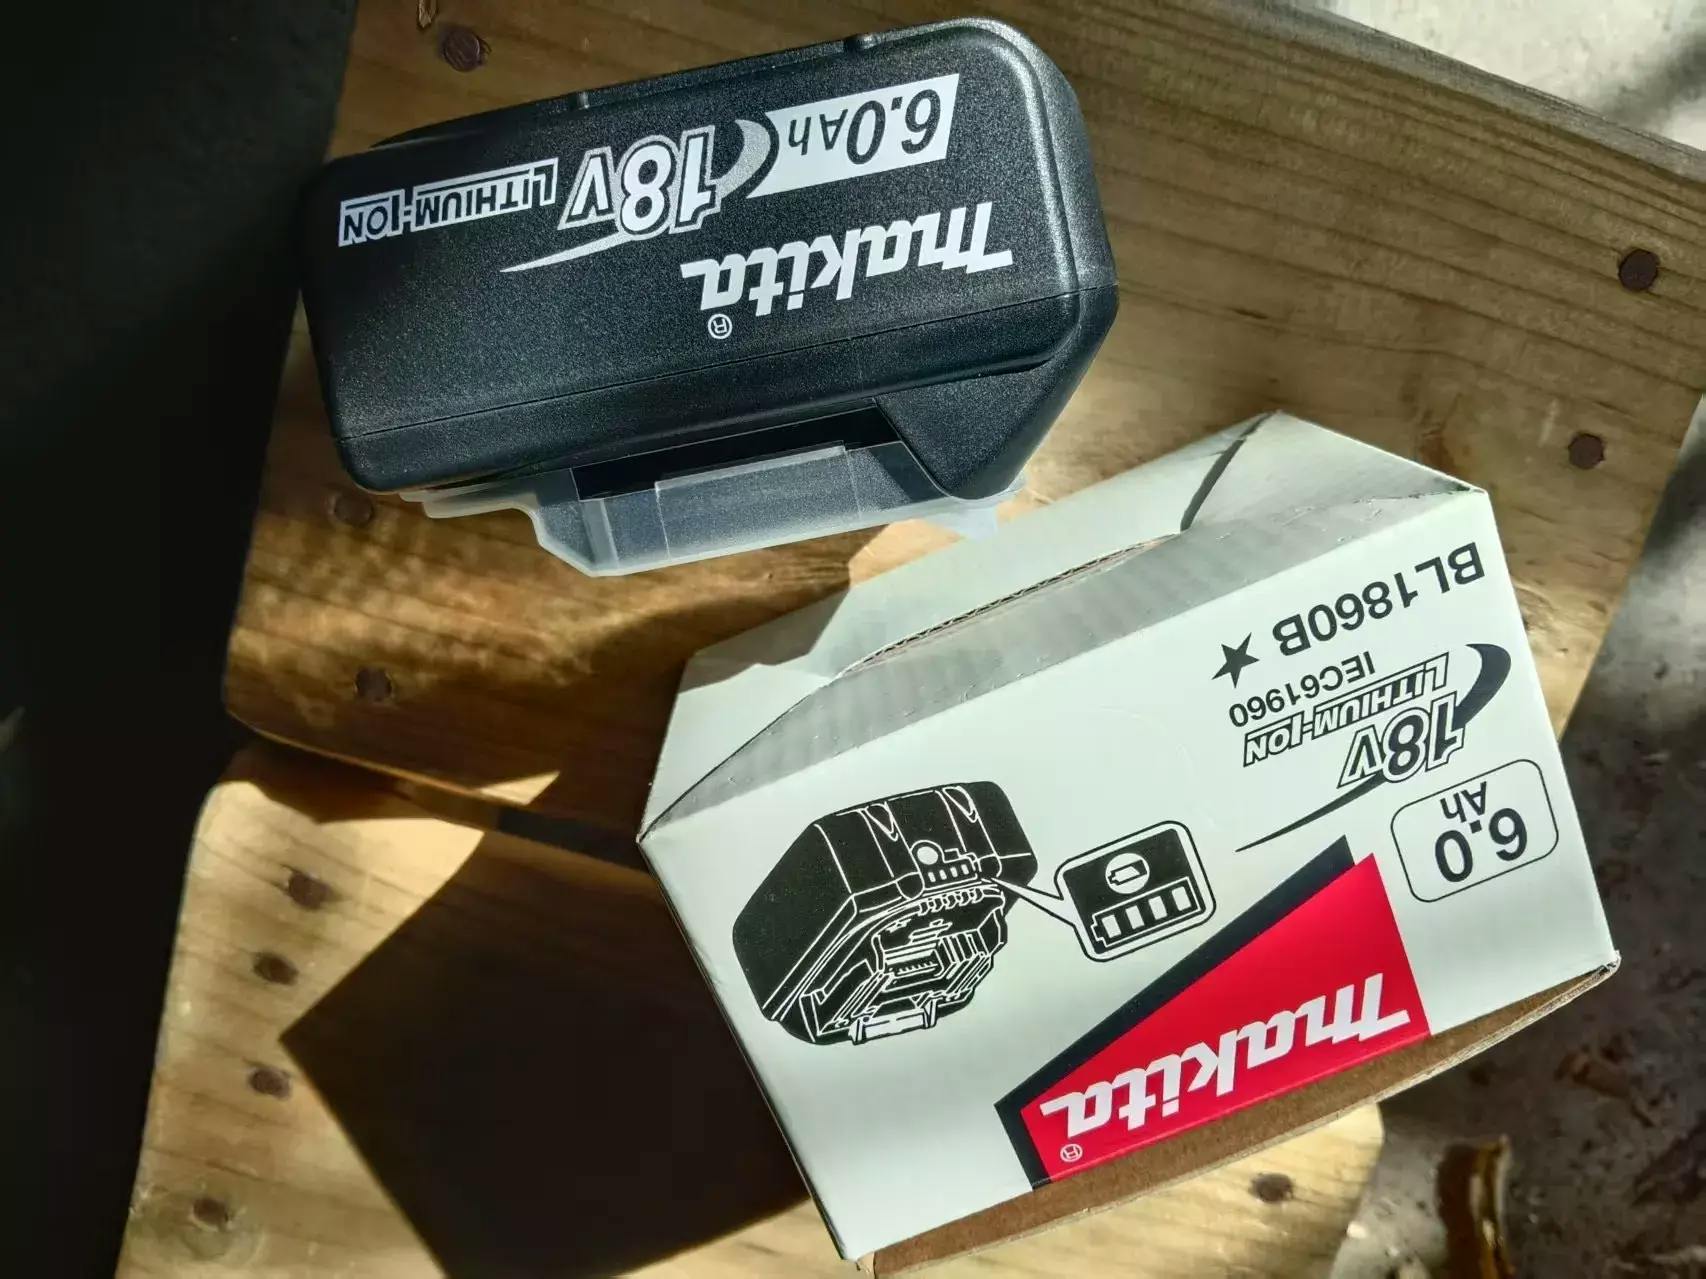 Makita®
18V 6.0Ah
LITHIUM-ION
Makita®
6.0
Ah
18V
LITHIUM-ION
IEC61960
BL1860B ★